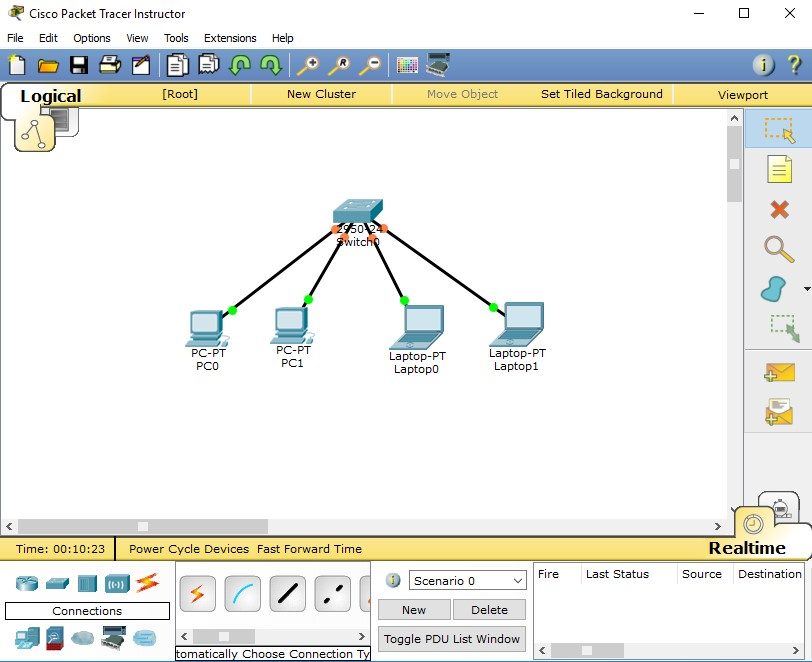 Cisco Packet Tracer Instructor
File Edit Options View Tools Extensions Help
Logical [Root] New Cluster Move Object Set Tiled Background Viewport
2950-24
Switch0
PC-PT
PC0
PC-PT
PC1
Laptop-PT
Laptop0
Laptop-PT
Laptop1
Time: 00:10:23 Power Cycle Devices Fast Forward Time Realtime
Connections
tomatically Choose Connection Ty
Scenario 0
New Delete
Toggle PDU List Window
Fire Last Status Source Destination